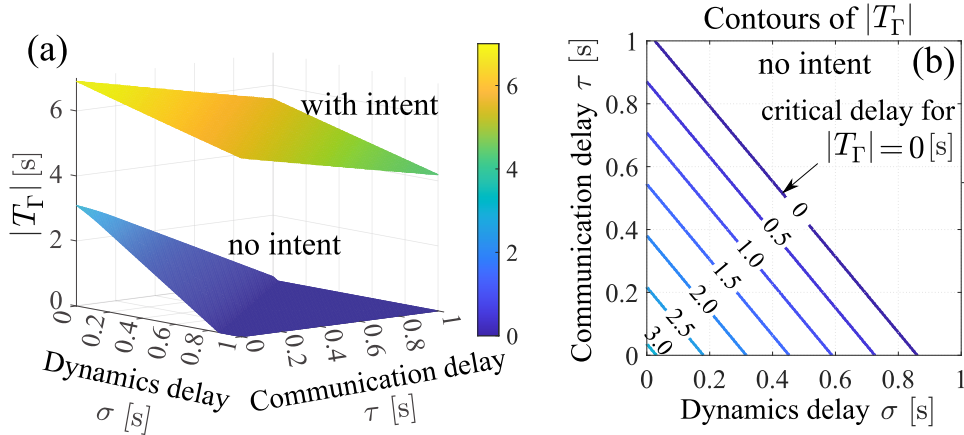 (a)
with intent
no intent
|T_Γ| [s]
6
4
2
0
0
0.2
0.4
0.6
0.8
1
Dynamics delay
σ [s]
0
0.2
0.4
0.6
0.8
1
Communication delay
τ [s]
6
4
2
0
Contours of |T_Γ|
(b)
no intent
critical delay for
|T_Γ| = 0 [s]
Communication delay τ [s]
1
0.8
0.6
0.4
0.2
0
0
0.5
1.0
1.5
2.0
2.5
3.0
0
0.2
0.4
0.6
0.8
1
Dynamics delay σ [s]